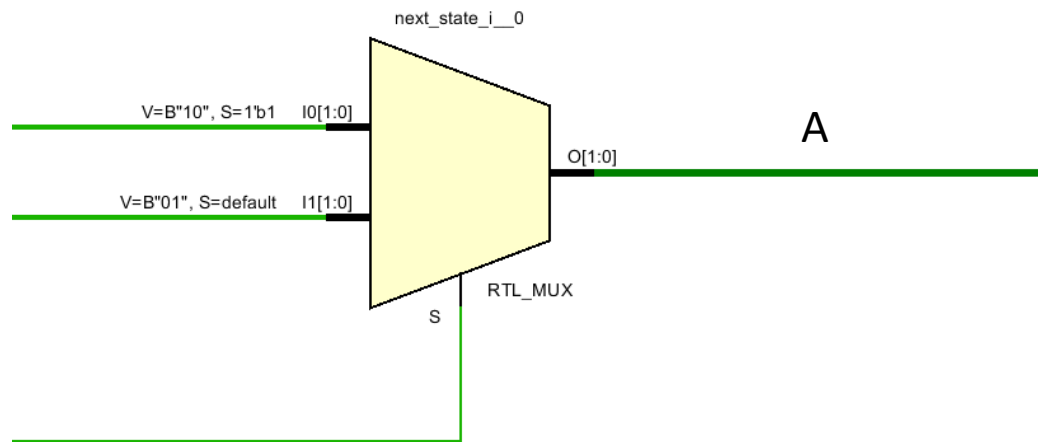 next_state_i__0
V=B"10", S=1'b1 I0[1:0]
A
O[1:0]
V=B"01", S=default I1[1:0]
RTL_MUX
S